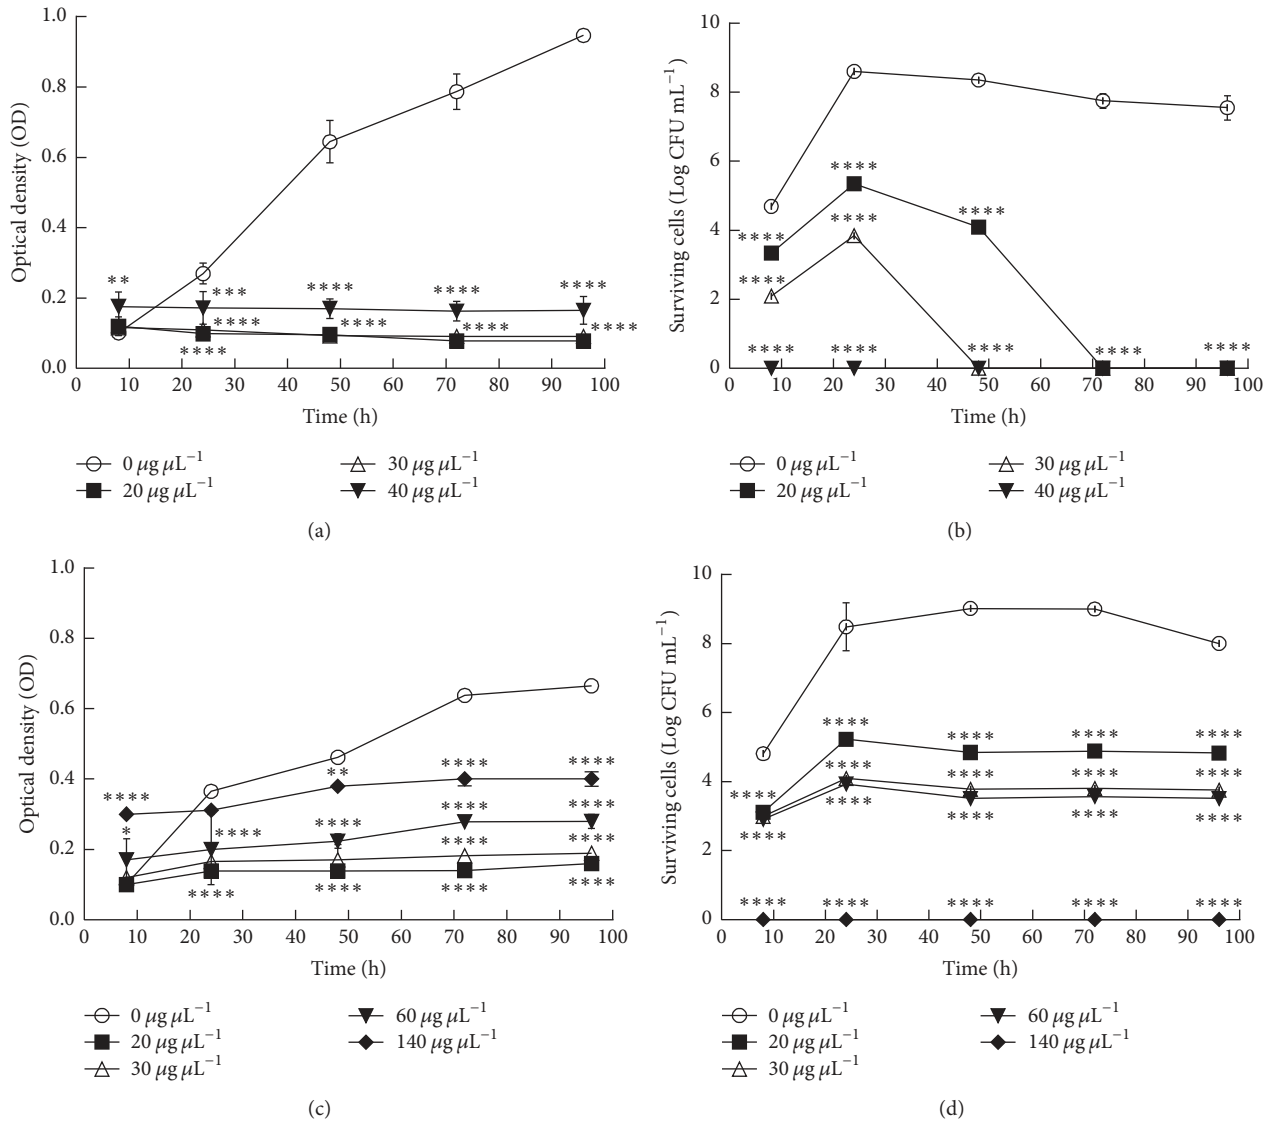 1.0
0.8
0.6
0.4
0.2
0.0
Optical density (OD)
** *** **** **** ****
**** **** **** ****
****
0 10 20 30 40 50 60 70 80 90 100
Time (h)
0 µg µL−1 30 µg µL−1
20 µg µL−1 40 µg µL−1
(a)
10
8
6
4
2
0
Surviving cells (Log CFU mL−1)
****
**** **** ****
**** ****
**** **** **** **** ****
0 10 20 30 40 50 60 70 80 90 100
Time (h)
0 µg µL−1 30 µg µL−1
20 µg µL−1 40 µg µL−1
(b)
1.0
0.8
0.6
0.4
0.2
0.0
Optical density (OD)
**** ** **** ****
* **** **** **** ****
**** ****
**** **** **** ****
0 10 20 30 40 50 60 70 80 90 100
Time (h)
0 µg µL−1 60 µg µL−1
20 µg µL−1 140 µg µL−1
30 µg µL−1
(c)
10
8
6
4
2
0
Surviving cells (Log CFU mL−1)
**** **** **** ****
**** **** **** **** ****
**** **** **** **** ****
**** **** **** **** ****
0 10 20 30 40 50 60 70 80 90 100
Time (h)
0 µg µL−1 60 µg µL−1
20 µg µL−1 140 µg µL−1
30 µg µL−1
(d)